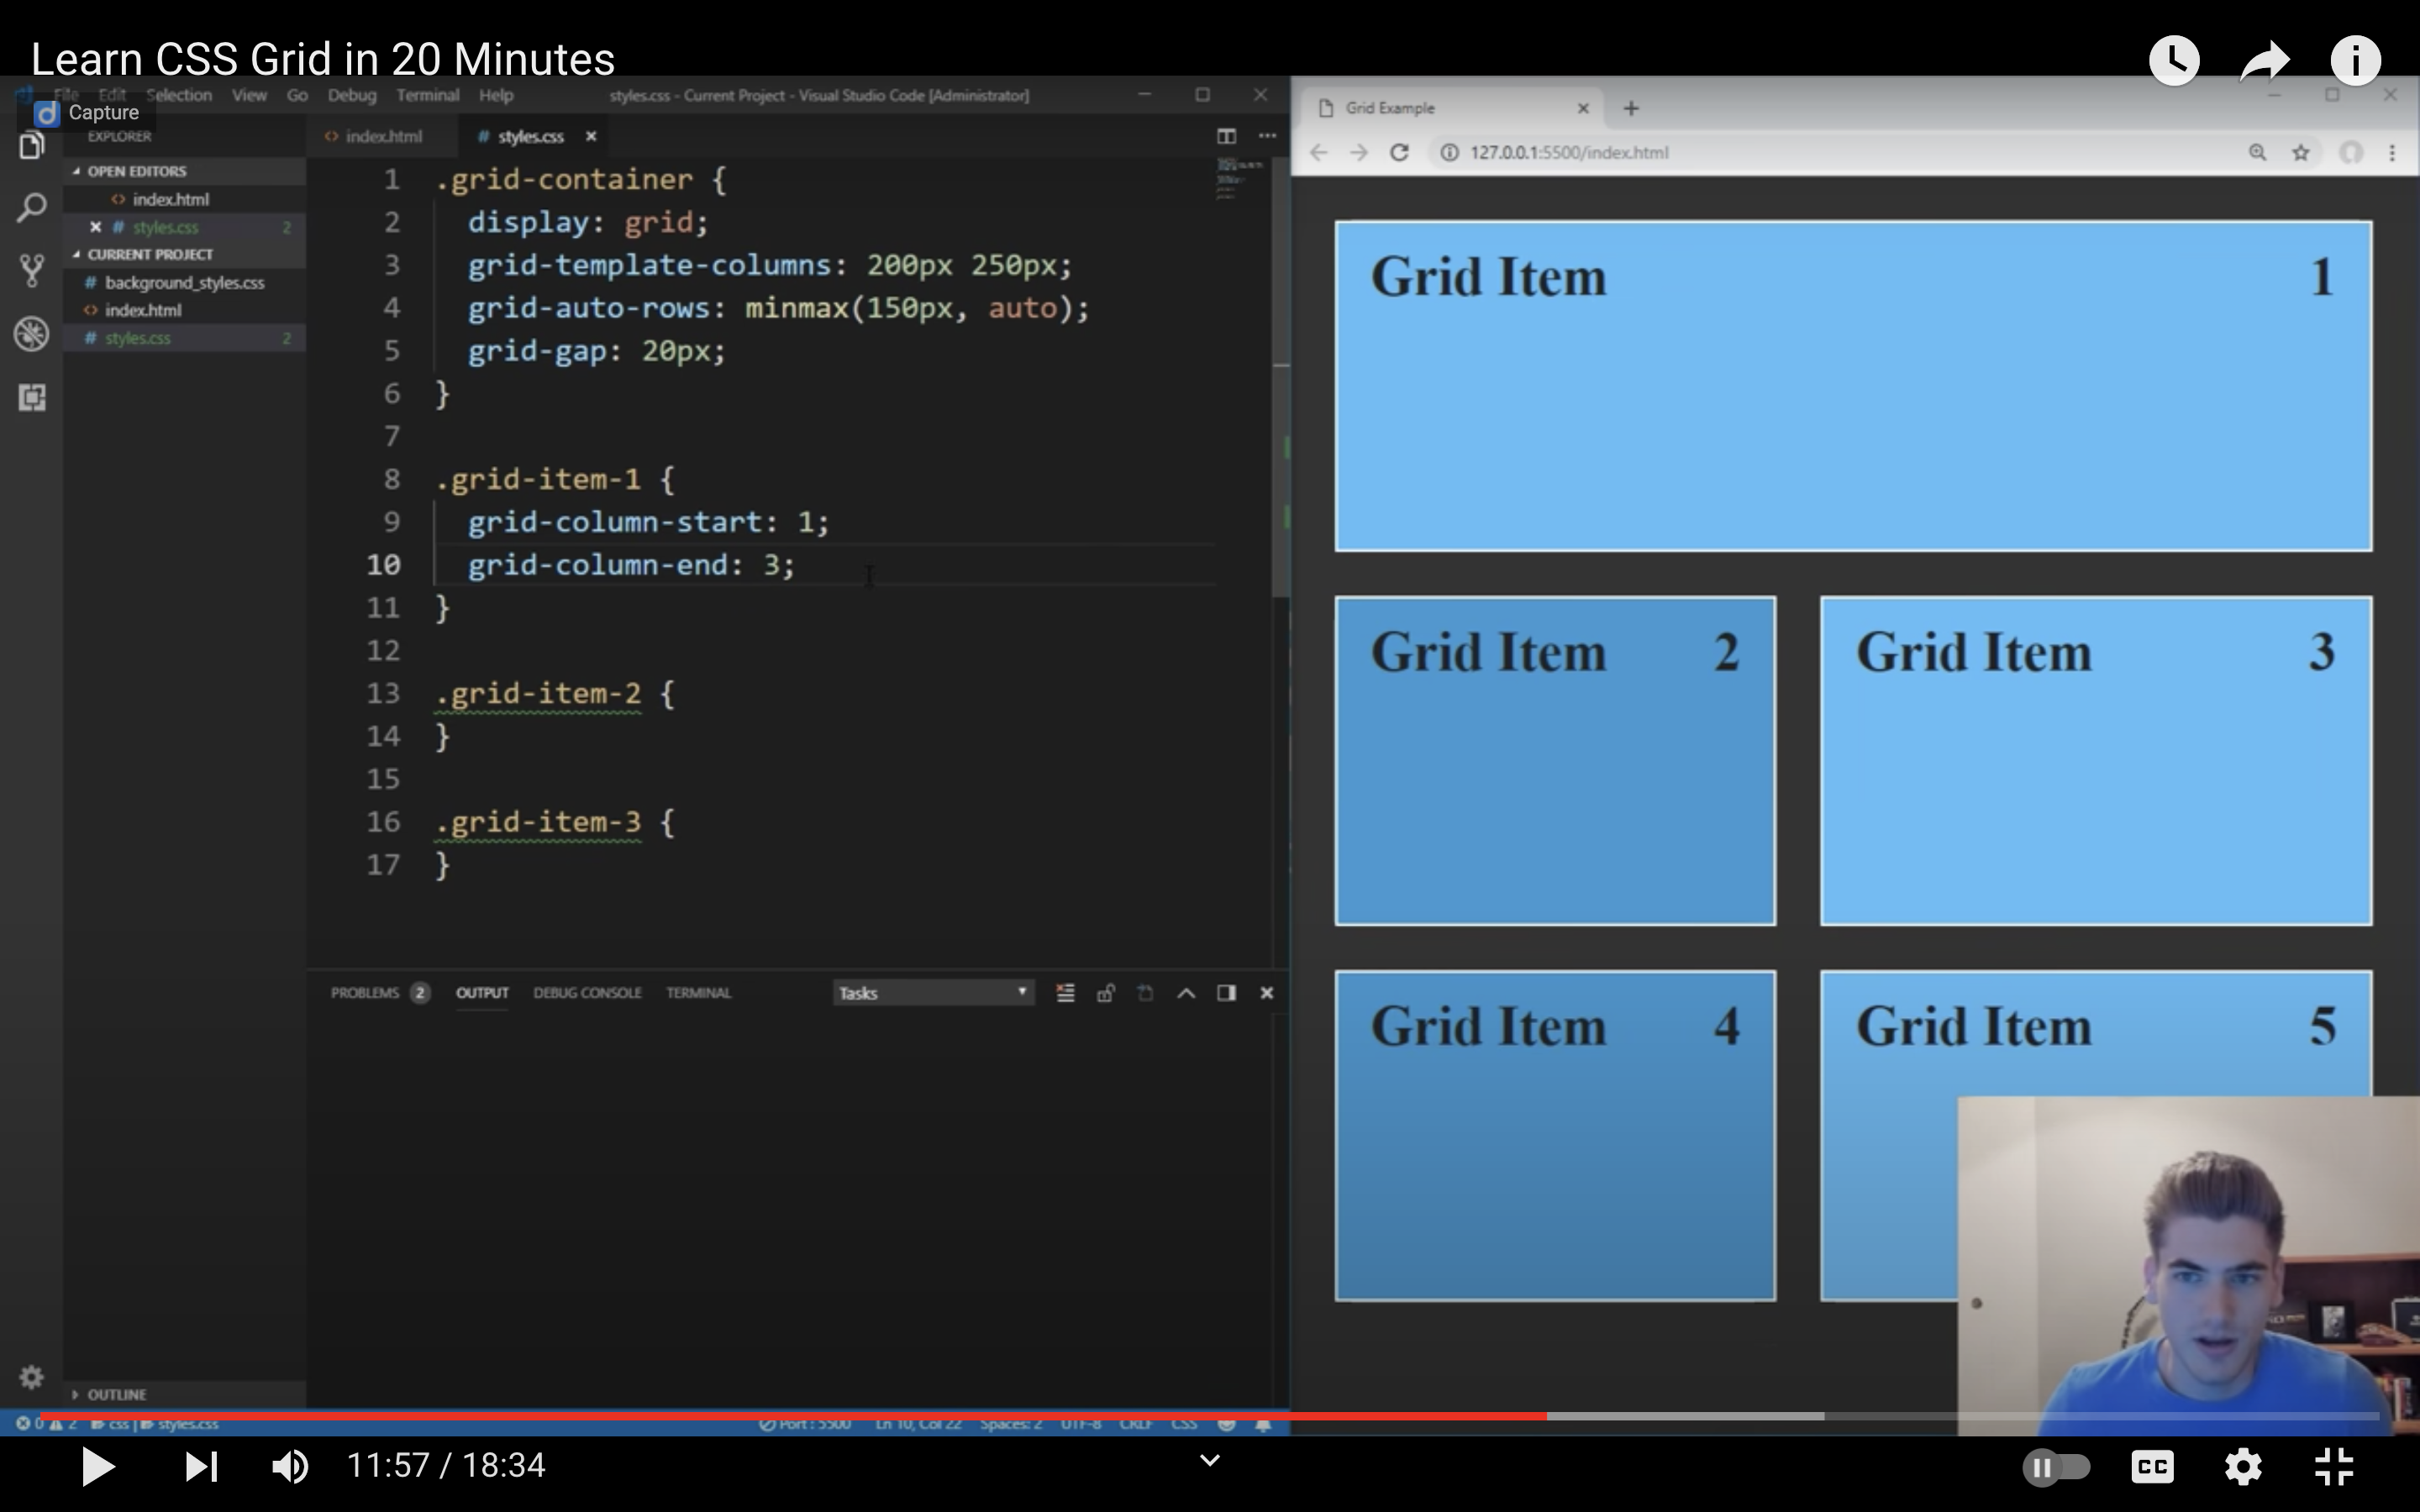 Learn CSS Grid in 20 Minutes
File Edit Selection View Go Debug Terminal Help
styles.css - Current Project - Visual Studio Code [Administrator]
Capture
EXPLORER
OPEN EDITORS
index.html
styles.css 2
CURRENT PROJECT
background_styles.css
index.html
styles.css 2
OUTLINE
index.html
# styles.css
1 .grid-container {
2 display: grid;
3 grid-template-columns: 200px 250px;
4 grid-auto-rows: minmax(150px, auto);
5 grid-gap: 20px;
6 }
7
8 .grid-item-1 {
9 grid-column-start: 1;
10 grid-column-end: 3;
11 }
12
13 .grid-item-2 {
14 }
15
16 .grid-item-3 {
17 }
PROBLEMS 2 OUTPUT DEBUG CONSOLE TERMINAL Tasks
Grid Example
127.0.0.1:5500/index.html
Grid Item 1
Grid Item 2
Grid Item 3
Grid Item 4
Grid Item 5
0 2 css | styles.css Port : 5500 Ln 10, Col 22 Spaces: 2 UTF-8 CRLF CSS
11:57 / 18:34
CC